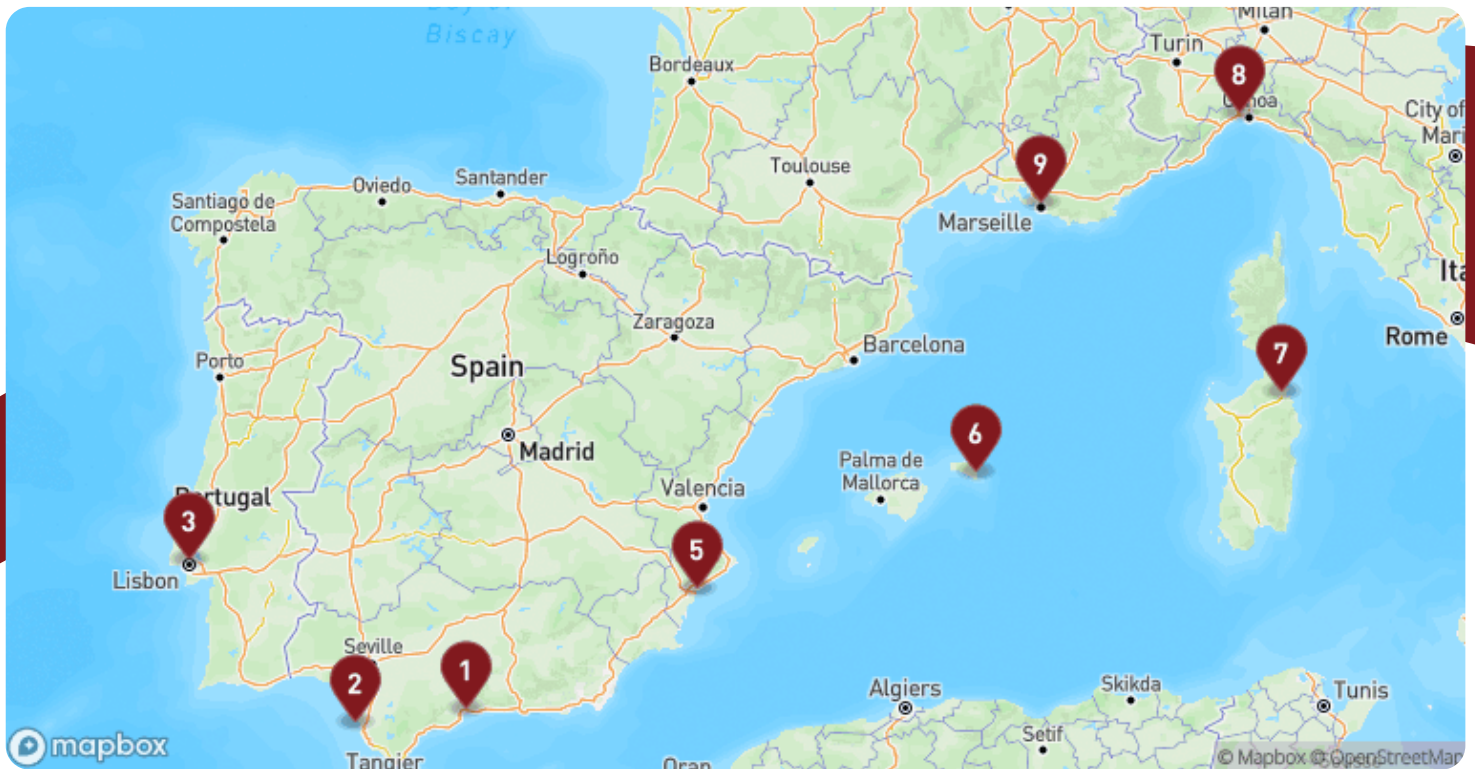 Biscay
Milan
Turin
8
Bordeaux
City of
9
Toulouse
Santander
Oviedo
Santiago de
Compostela
Marseille
Logroño
Rome
Zaragoza
Barcelona
7
Porto
Spain
6
Madrid
Palma de
Mallorca
Valencia
Portugal
3
5
Lisbon
Seville
1
2
Algiers
Skikda
Tunis
Setif
mapbox
Tangier
Oran
© Mapbox © OpenStreetMap